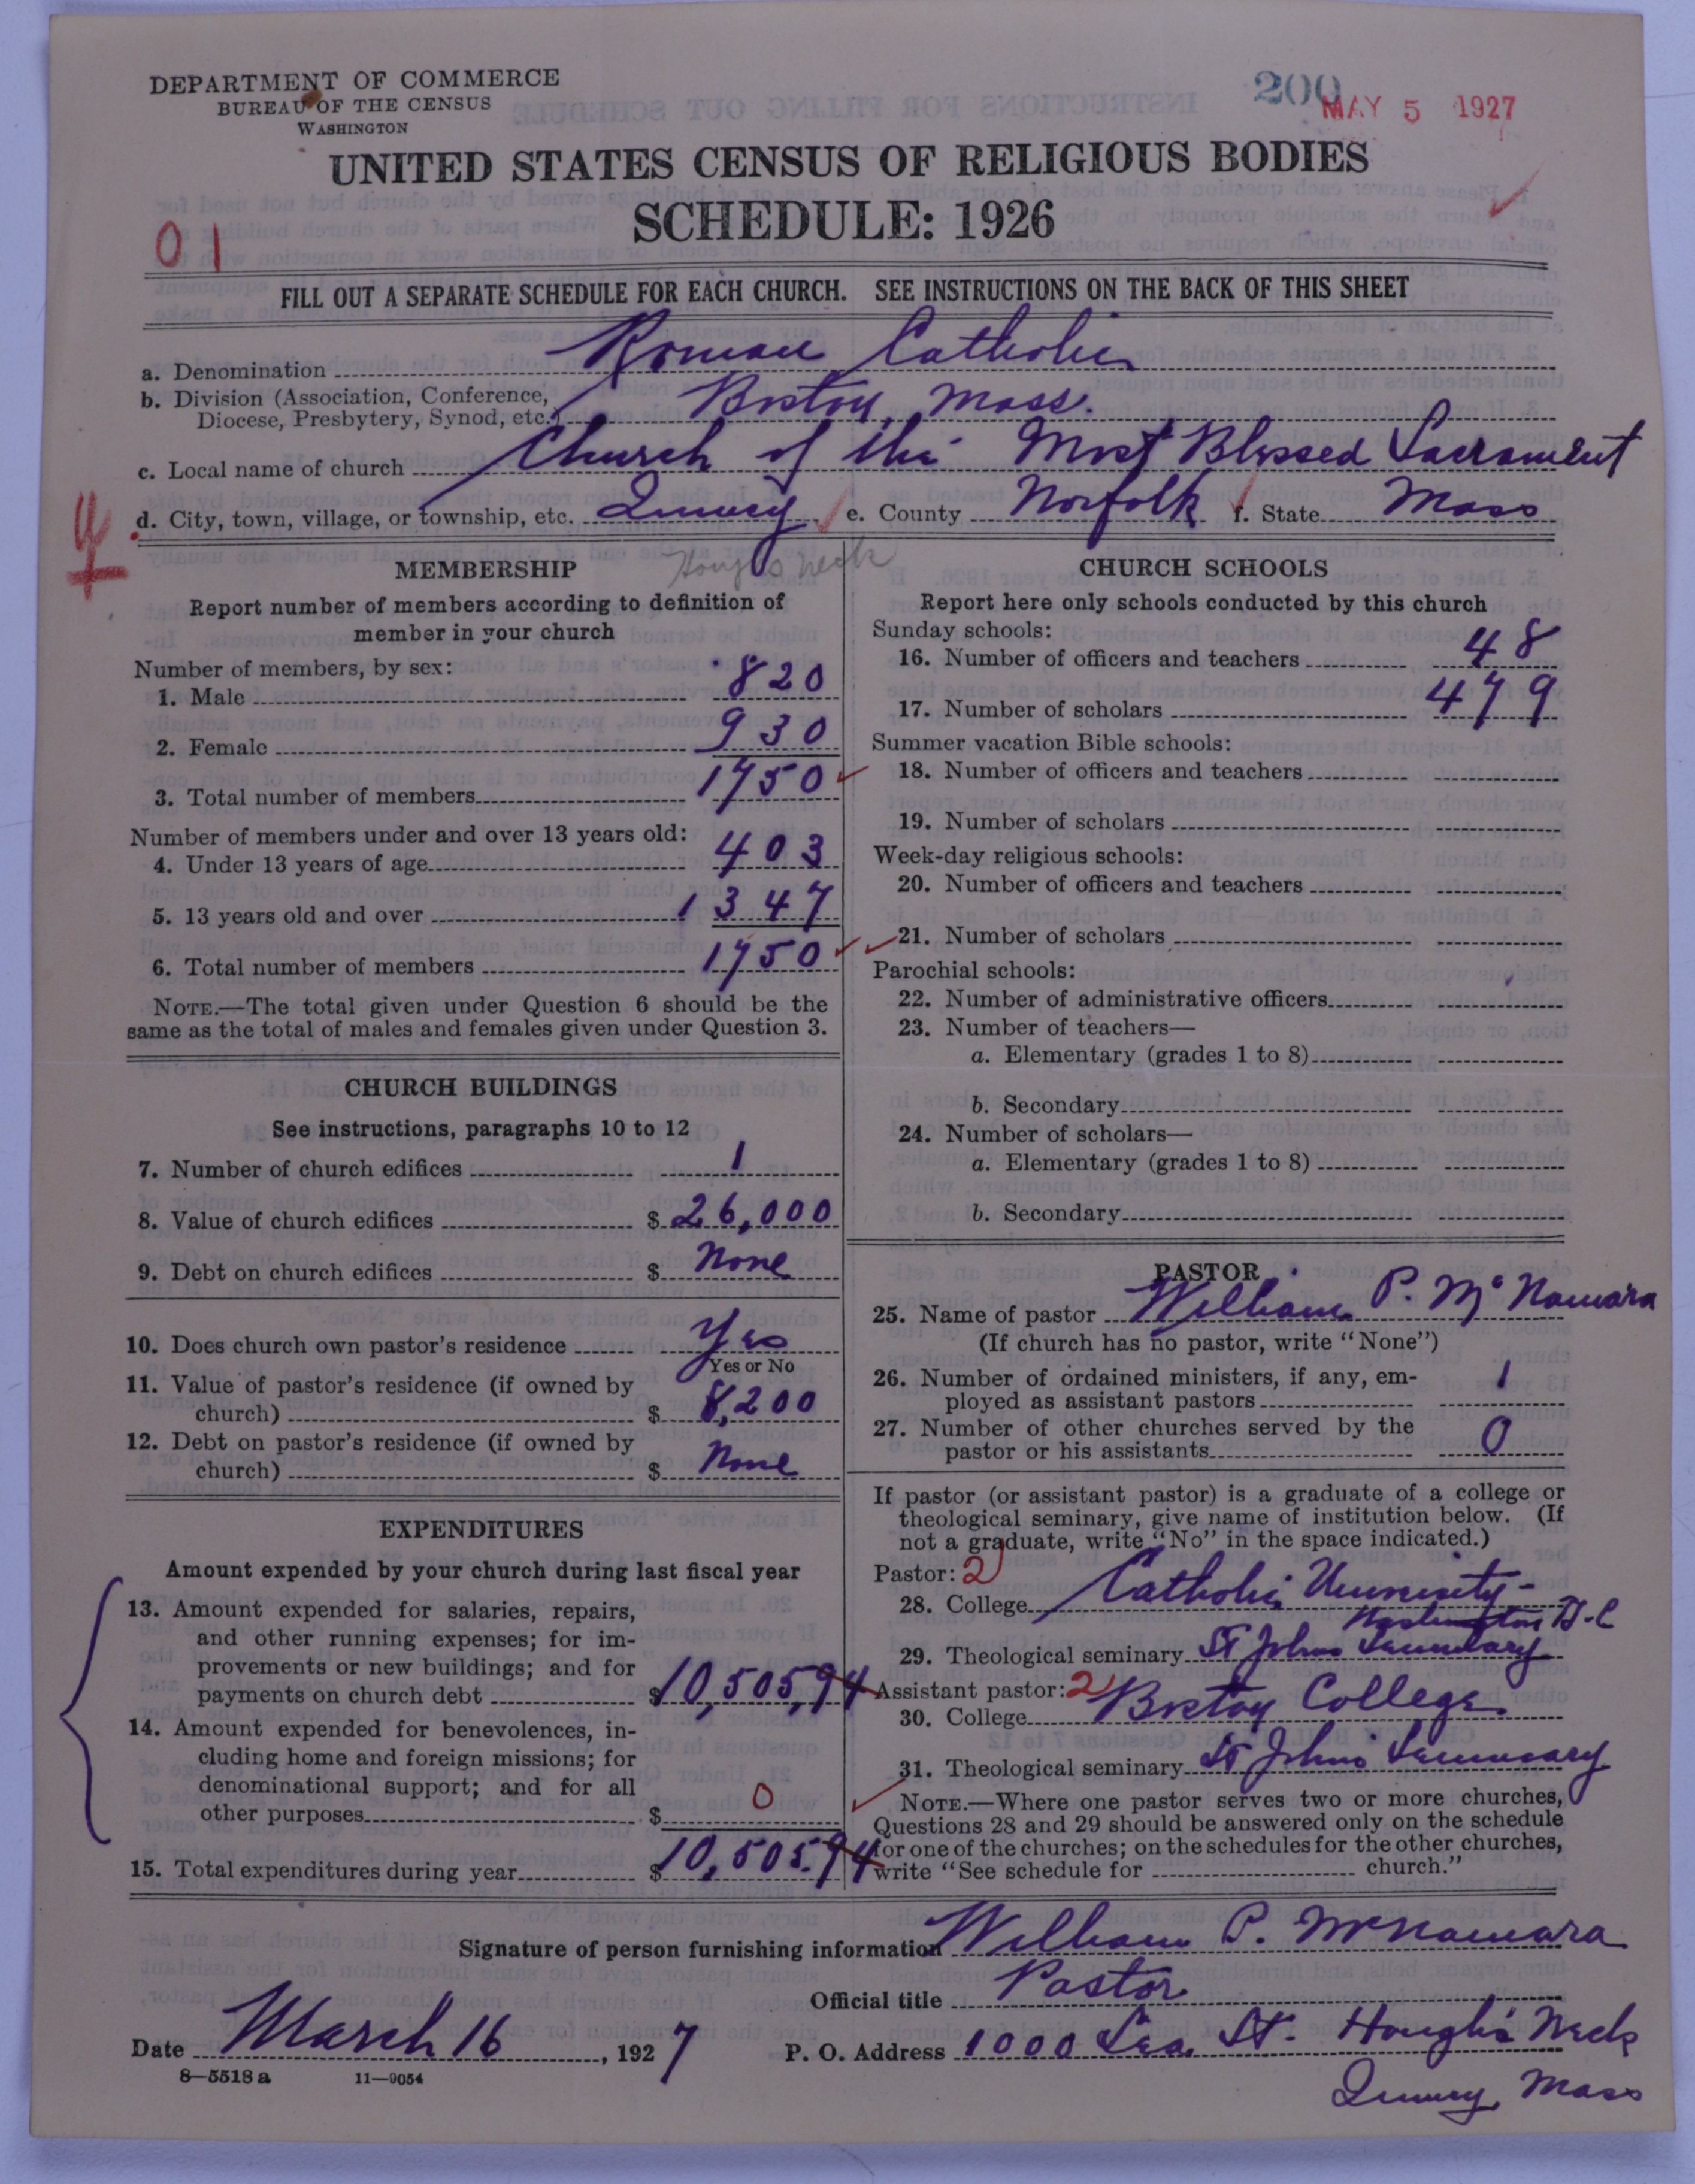 DEPARTMENT OF COMMERCE
BUREAU OF THE CENSUS
WASHINGTON
200
MAY 5 1927
UNITED STATES CENSUS OF RELIGIOUS BODIES
SCHEDULE: 1926
01
FILL OUT A SEPARATE SCHEDULE FOR EACH CHURCH. SEE INSTRUCTIONS ON THE BACK OF THIS SHEET
a. Denomination Roman Catholic
b. Division (Association, Conference, Diocese, Presbytery, Synod, etc.) Boston, Mass.
c. Local name of church Church of the Most Blessed Sacrament
d. City, town, village, or township, etc. Quincy e. County Norfolk f. State Mass
Houghs Neck
MEMBERSHIP
Report number of members according to definition of
member in your church
Number of members, by sex:
1. Male 820
2. Female 930
3. Total number of members 1750
Number of members under and over 13 years old:
4. Under 13 years of age 403
5. 13 years old and over 1347
6. Total number of members 1750
NOTE.—The total given under Question 6 should be the
same as the total of males and females given under Question 3.
CHURCH BUILDINGS
See instructions, paragraphs 10 to 12
7. Number of church edifices 1
8. Value of church edifices $ 26,000
9. Debt on church edifices $ None
10. Does church own pastor's residence Yes
Yes or No
11. Value of pastor's residence (if owned by
church) $ 8,200
12. Debt on pastor's residence (if owned by
church) $ None
EXPENDITURES
Amount expended by your church during last fiscal year
13. Amount expended for salaries, repairs,
and other running expenses; for im-
provements or new buildings; and for
payments on church debt $ 10,505.94
14. Amount expended for benevolences, in-
cluding home and foreign missions; for
denominational support; and for all
other purposes $ 0
15. Total expenditures during year $ 10,505.94
CHURCH SCHOOLS
Report here only schools conducted by this church
Sunday schools:
16. Number of officers and teachers 48
17. Number of scholars 479
Summer vacation Bible schools:
18. Number of officers and teachers
19. Number of scholars
Week-day religious schools:
20. Number of officers and teachers
21. Number of scholars
Parochial schools:
22. Number of administrative officers
23. Number of teachers—
a. Elementary (grades 1 to 8)
b. Secondary
24. Number of scholars—
a. Elementary (grades 1 to 8)
b. Secondary
PASTOR
25. Name of pastor William P. McNamara
(If church has no pastor, write "None")
26. Number of ordained ministers, if any, em-
ployed as assistant pastors 1
27. Number of other churches served by the
pastor or his assistants 0
If pastor (or assistant pastor) is a graduate of a college or
theological seminary, give name of institution below. (If
not a graduate, write "No" in the space indicated.)
Pastor: 2
28. College Catholic University-
Washington D.C
29. Theological seminary St Johns Seminary
Assistant pastor: 2
30. College Boston College
31. Theological seminary St Johns Seminary
NOTE.—Where one pastor serves two or more churches,
Questions 28 and 29 should be answered only on the schedule
for one of the churches; on the schedules for the other churches,
write "See schedule for church."
Signature of person furnishing information William P. McNamara
Official title Pastor
Date March 16, 1927 P. O. Address 1000 Sea St. Hough's Neck
Quincy, Mass
8—5518 a 11—9054